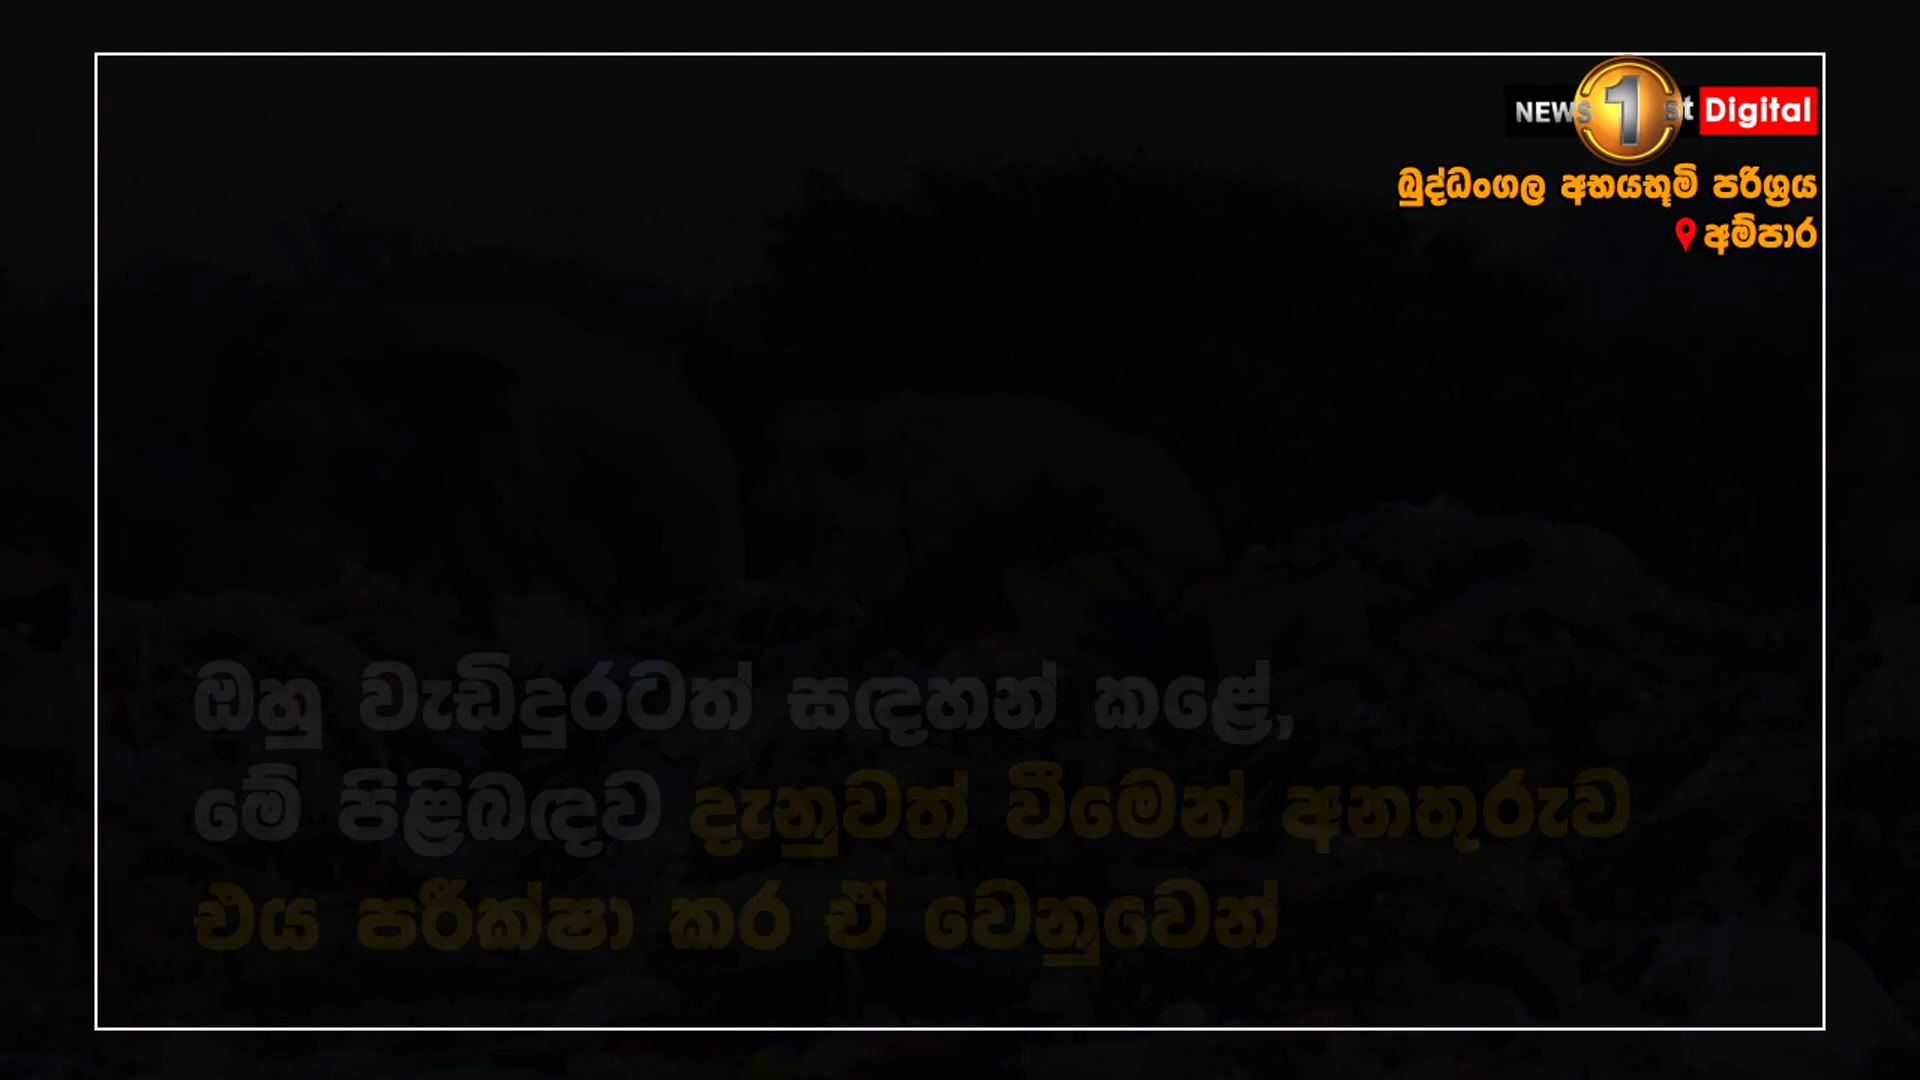 NEWS 1st Digital
බුද්ධංගල අභයභූමි පරිශ්‍රය
අම්පාර
ඔහු වැඩිදුරටත් සඳහන් කළේ,
මේ පිළිබඳව දැනුවත් වීමෙන් අනතුරුව
එය පරීක්ෂා කර ඒ වෙනුවෙන්